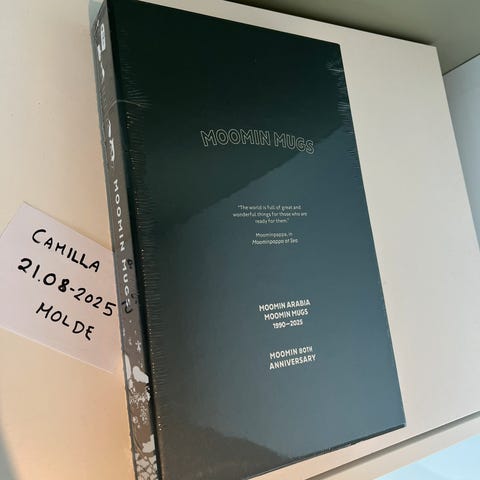 MOOMIN MUGS
"The world is full of great and
wonderful things for those who are
ready for them."
Moominpappa, in
Moominpappa at Sea
MOOMIN ARABIA
MOOMIN MUGS
1990–2025
MOOMIN 80TH
ANNIVERSARY
MOOMIN MUGS
CAMILLA
21.08-2025
MOLDE